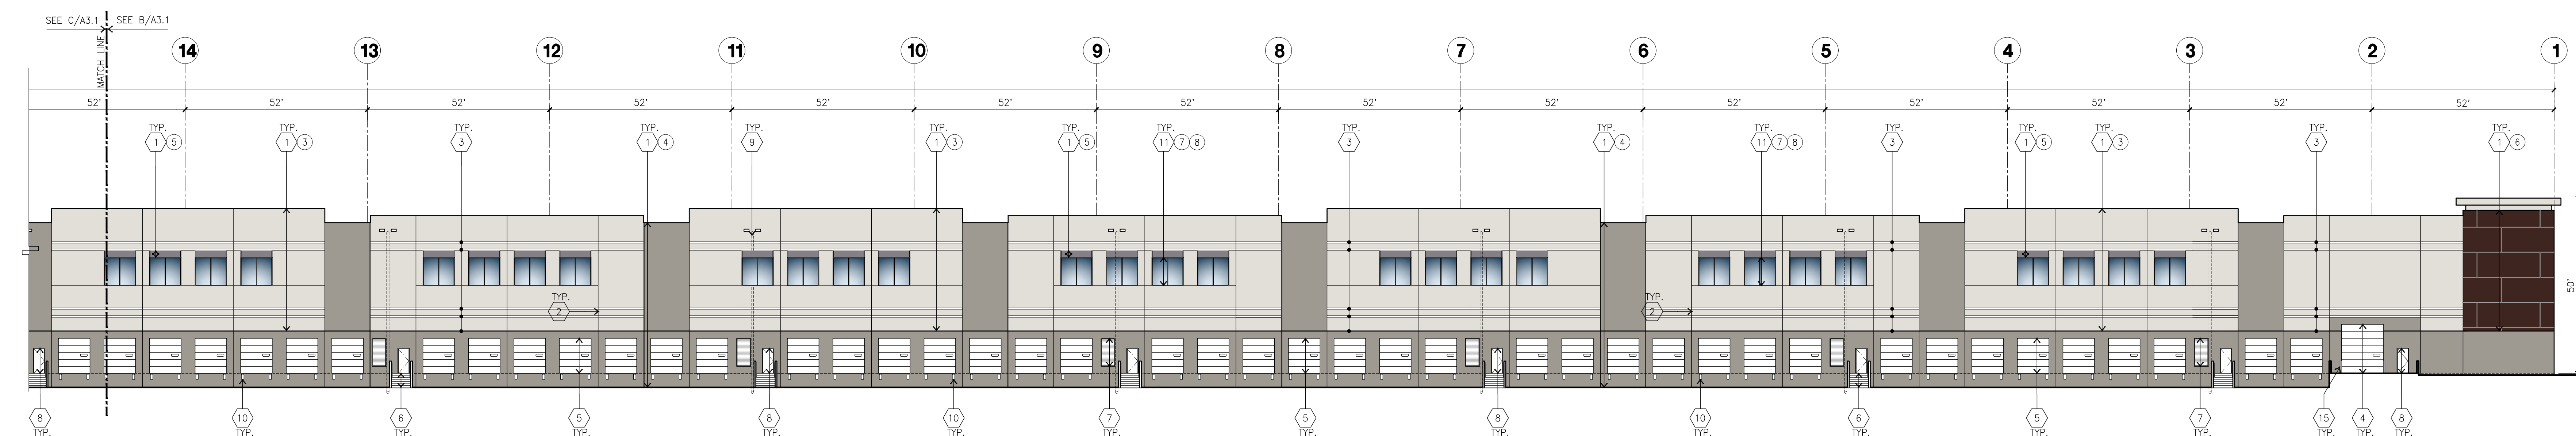 SEE C/A3.1 SEE B/A3.1
MATCH LINE
14 13 12 11 10 9 8 7 6 5 4 3 2 1
52' 52' 52' 52' 52' 52' 52' 52' 52' 52' 52' 52' 52' 52'
TYP. TYP. TYP. TYP. TYP. TYP. TYP. TYP. TYP. TYP. TYP. TYP. TYP. TYP. TYP. TYP.
1 5 1 3 3 1 4 9 1 3 1 5 11 7 8 3 1 4 11 7 8 3 1 5 1 3 3 1 6
50'
TYP. TYP.
2 2
8 10 6 5 8 10 7 5 8 10 6 5 7 15 4 8
TYP. TYP. TYP. TYP. TYP. TYP. TYP. TYP. TYP. TYP. TYP. TYP. TYP. TYP. TYP. TYP.